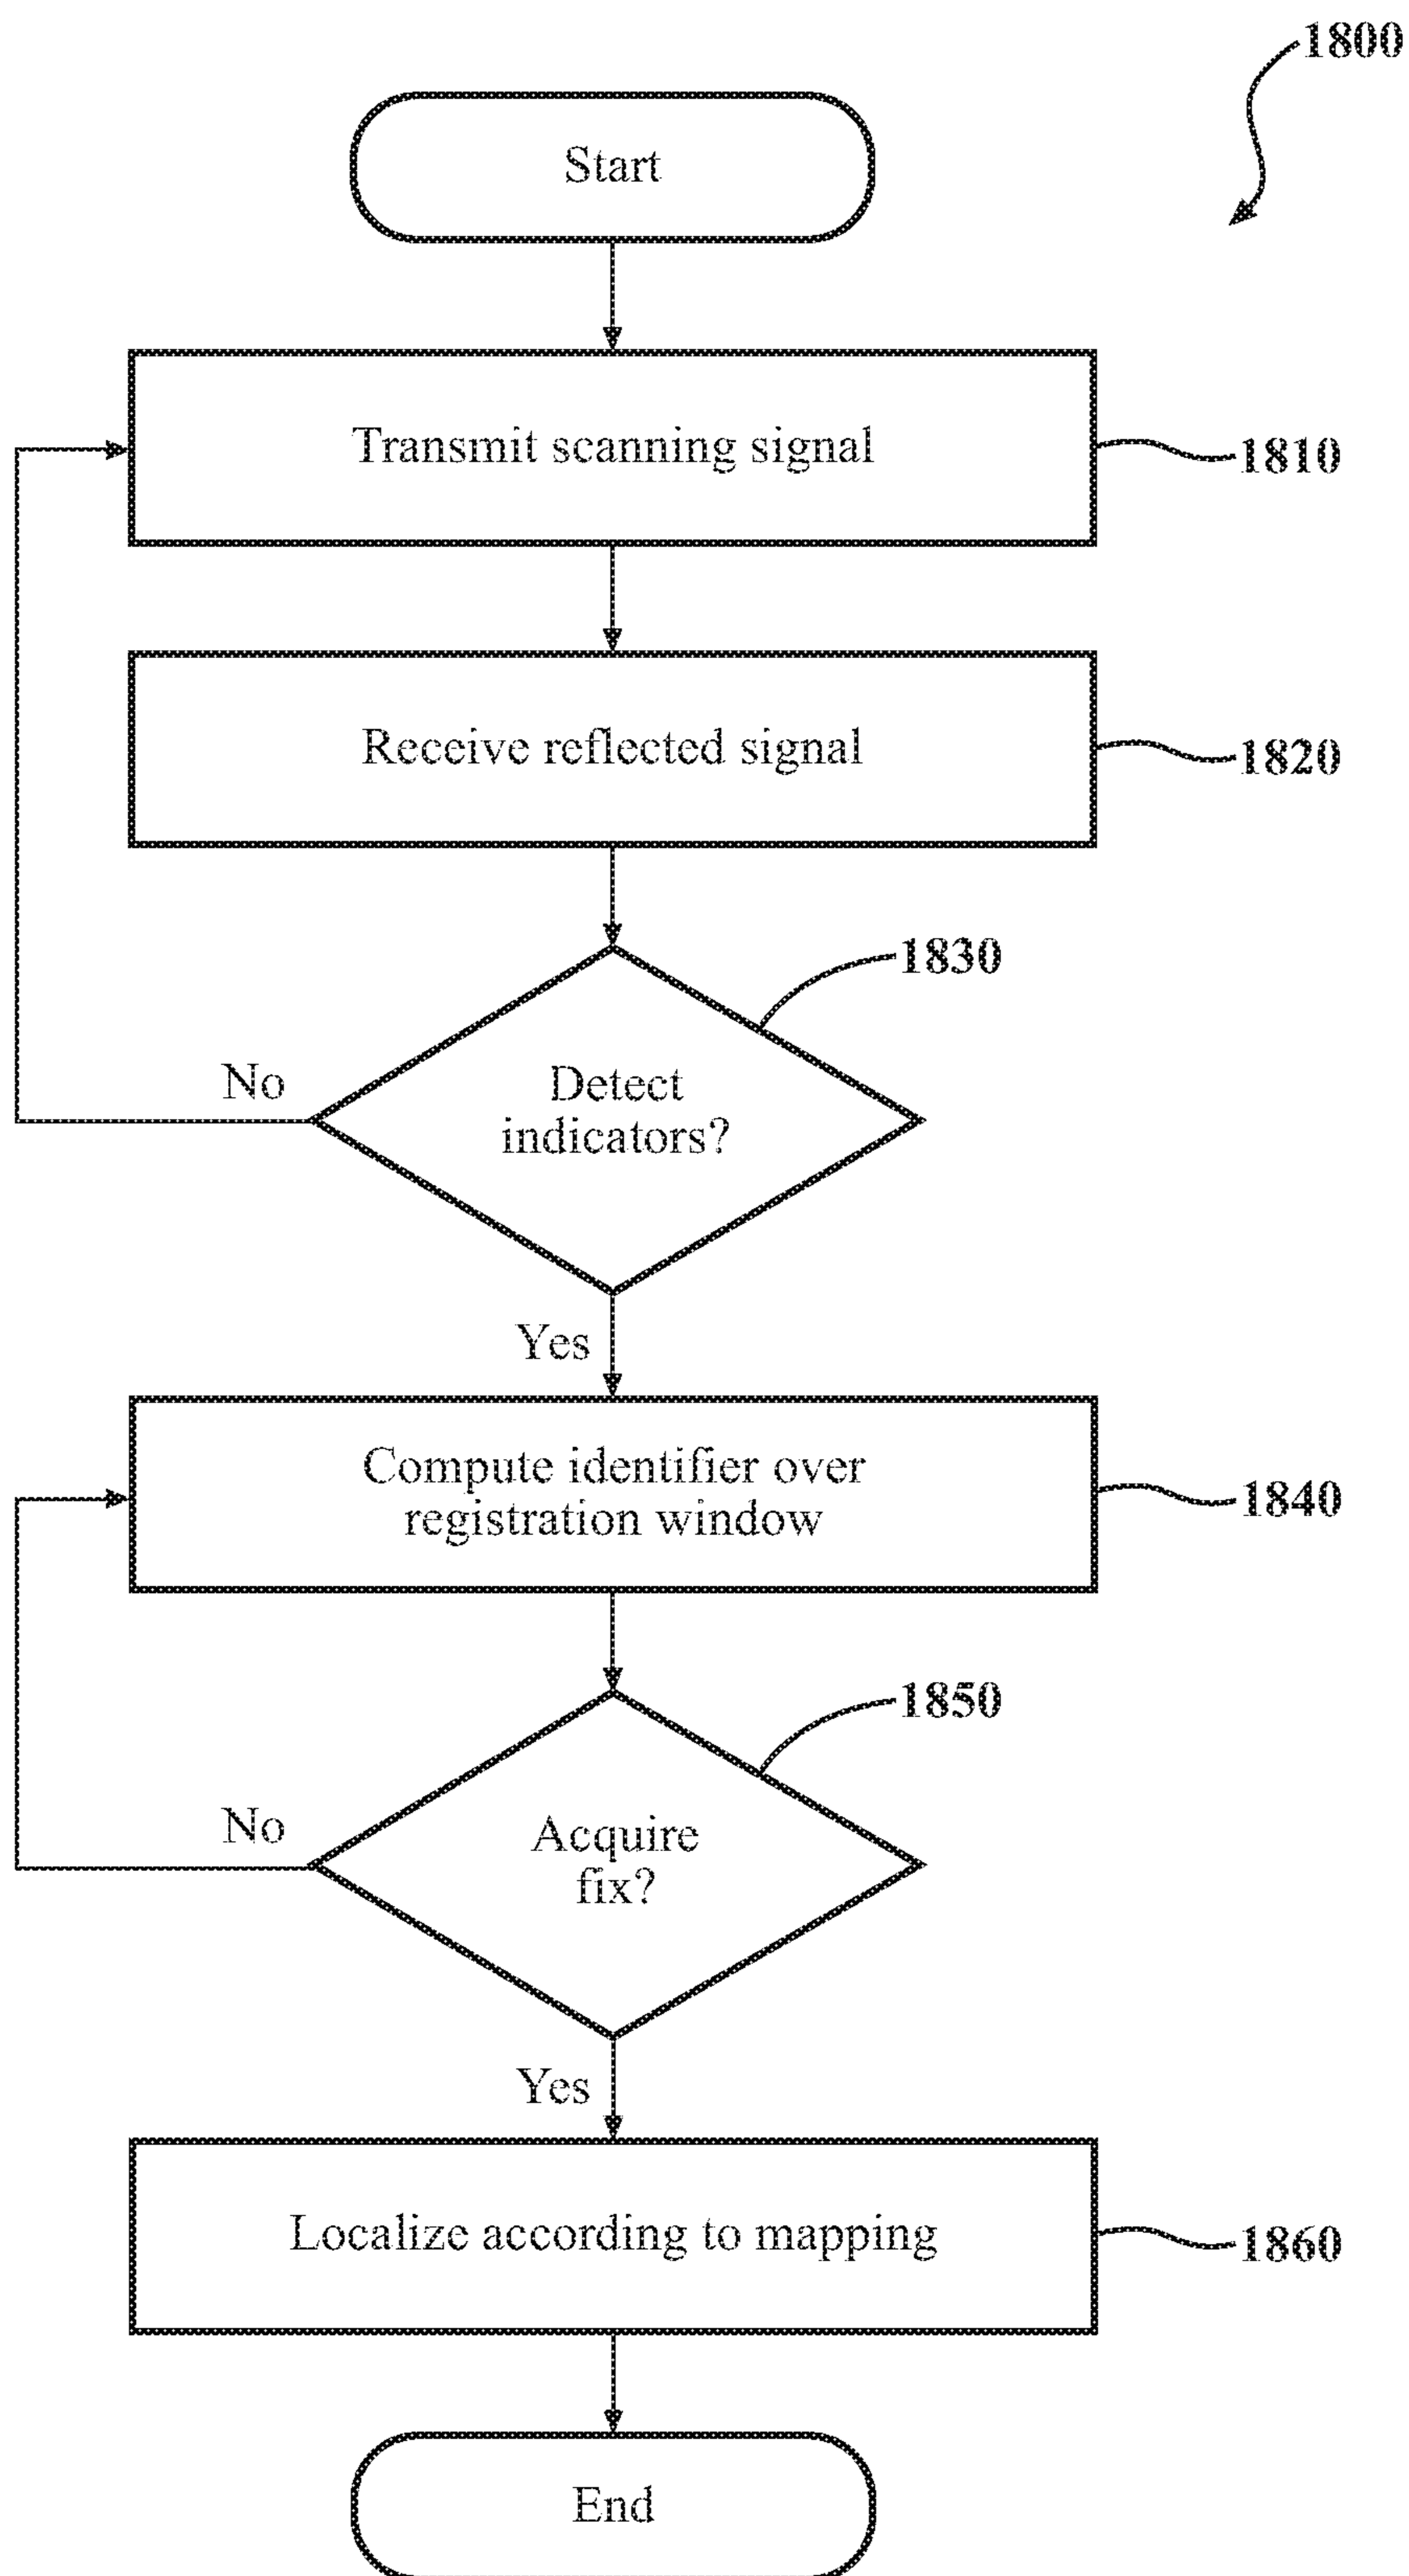 1800
Start
Transmit scanning signal
1810
Receive reflected signal
1820
1830
Detect
indicators?
No
Yes
Compute identifier over
registration window
1840
1850
Acquire
fix?
No
Yes
Localize according to mapping
1860
End